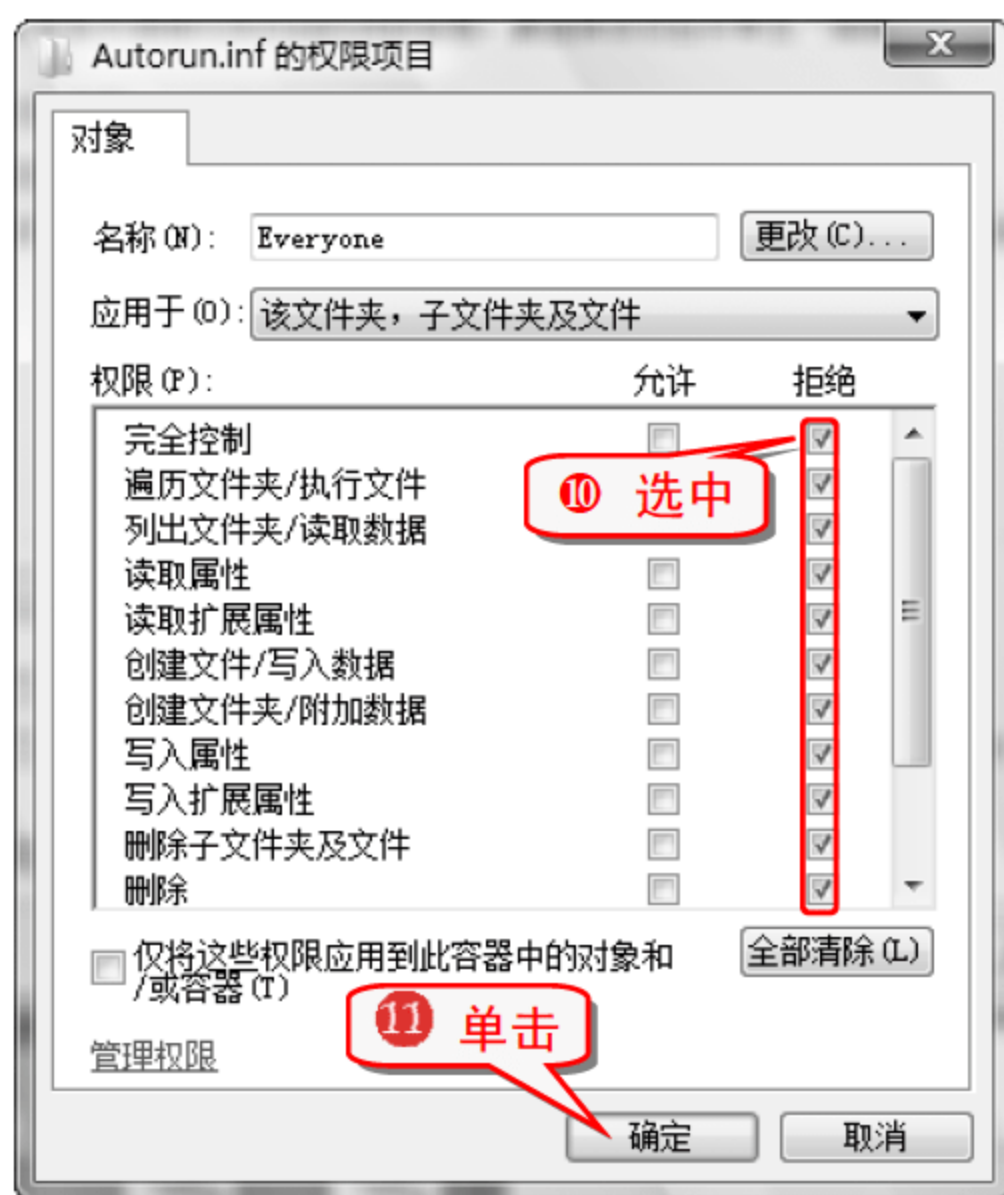 Autorun.inf 的权限项目
对象
名称(N): Everyone 更改(C)...
应用于(O): 该文件夹，子文件夹及文件
权限(P): 允许 拒绝
完全控制
⑩ 选中
遍历文件夹/执行文件
列出文件夹/读取数据
读取属性
读取扩展属性
创建文件/写入数据
创建文件夹/附加数据
写入属性
写入扩展属性
删除子文件夹及文件
删除
仅将这些权限应用到此容器中的对象和
/或容器(T)
全部清除(L)
⑪ 单击
管理权限
确定 取消